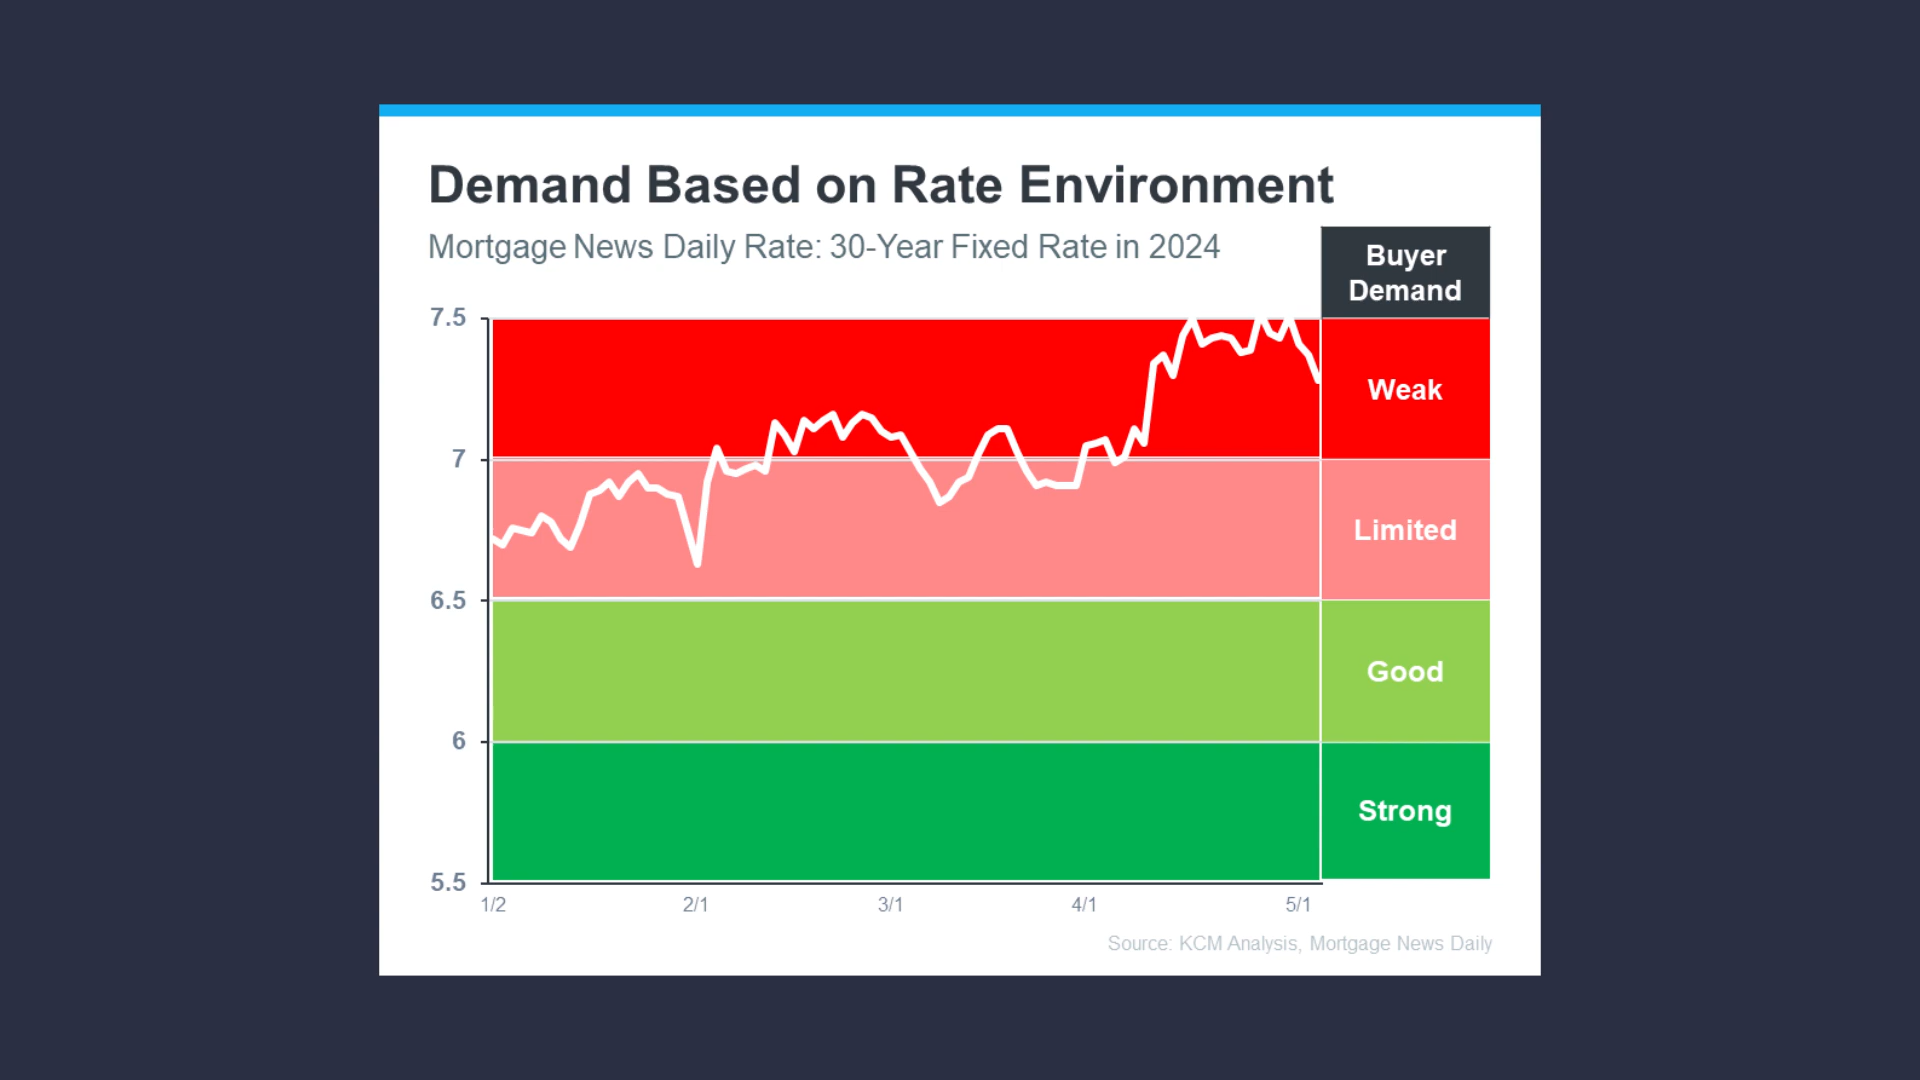 Demand Based on Rate Environment
Mortgage News Daily Rate: 30-Year Fixed Rate in 2024
Buyer
Demand
7.5
Weak
7
Limited
6.5
Good
6
Strong
5.5
1/2 2/1 3/1 4/1 5/1
Source: KCM Analysis, Mortgage News Daily